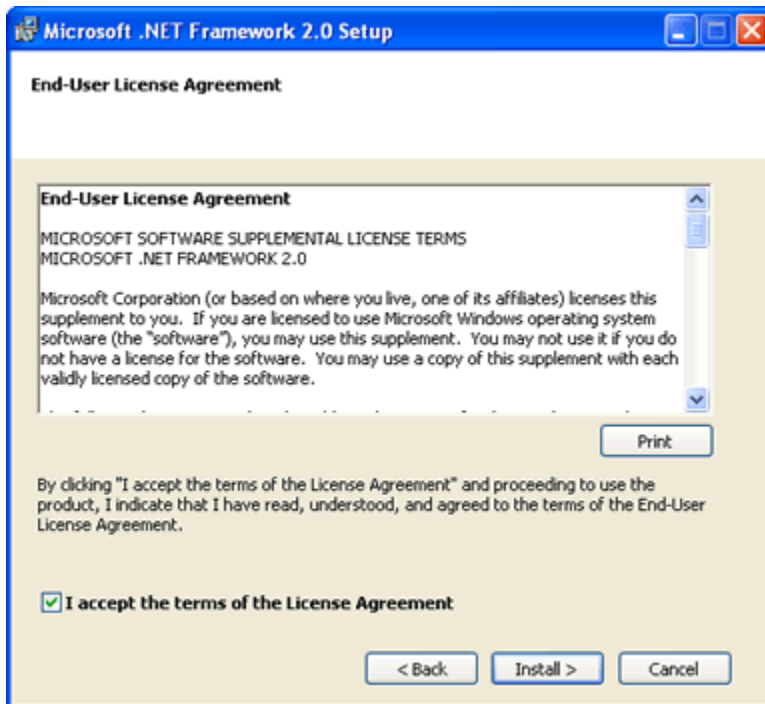 Microsoft .NET Framework 2.0 Setup
End-User License Agreement
End-User License Agreement
MICROSOFT SOFTWARE SUPPLEMENTAL LICENSE TERMS
MICROSOFT .NET FRAMEWORK 2.0
Microsoft Corporation (or based on where you live, one of its affiliates) licenses this
supplement to you.  If you are licensed to use Microsoft Windows operating system
software (the "software"), you may use this supplement.  You may not use it if you do
not have a license for the software.  You may use a copy of this supplement with each
validly licensed copy of the software.
Print
By clicking "I accept the terms of the License Agreement" and proceeding to use the
product, I indicate that I have read, understood, and agreed to the terms of the End-User
License Agreement.
I accept the terms of the License Agreement
< Back
Install >
Cancel